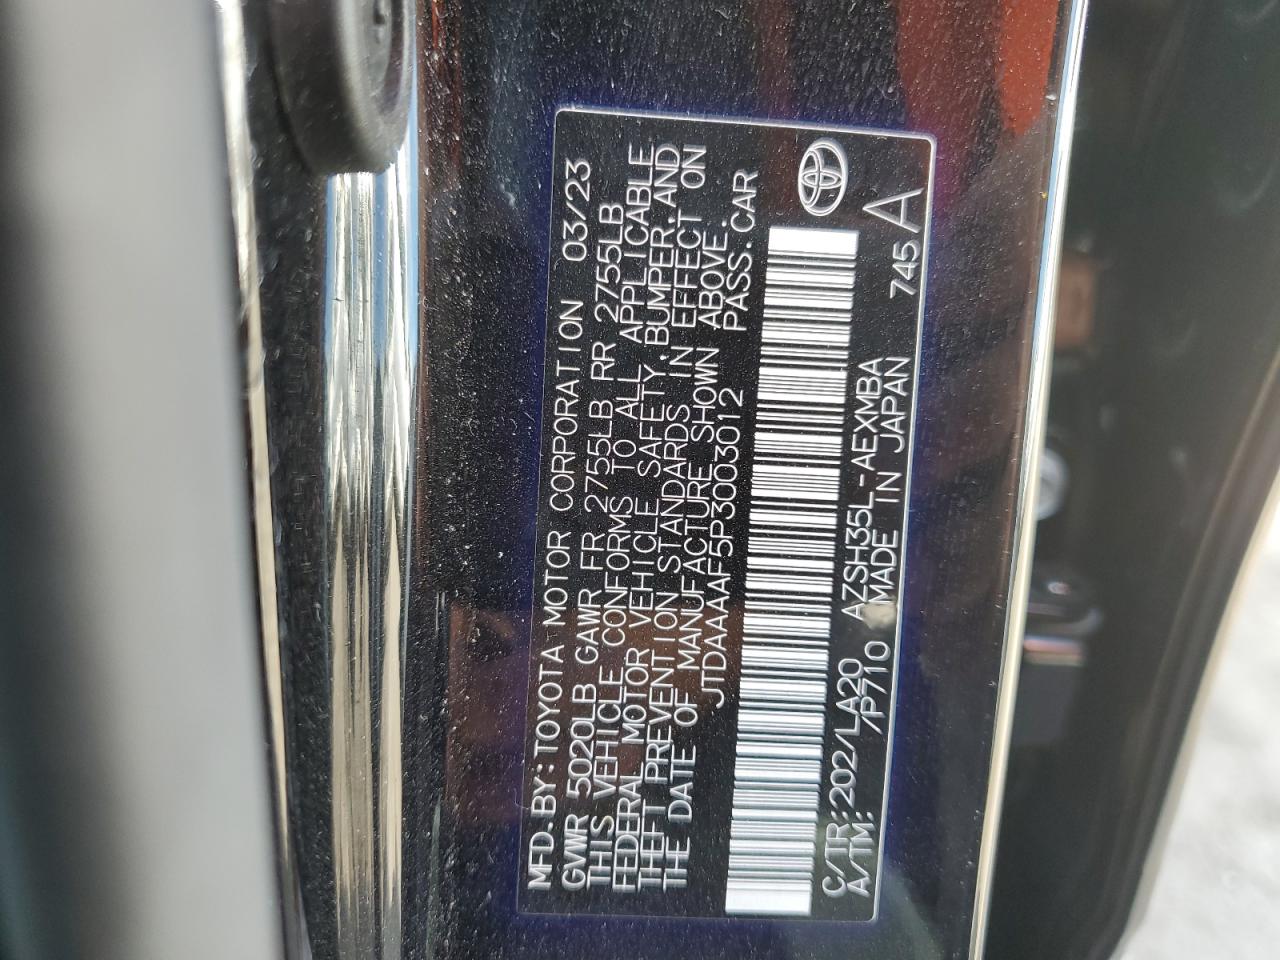 MFD.BY:TOYOTA MOTOR CORPORATION 03/23
GVWR 5020LB GAWR FR 2755LB RR 2755LB
THIS VEHICLE CONFORMS TO ALL APPLICABLE
FEDERAL MOTOR VEHICLE SAFETY,BUMPER,AND
THEFT PREVENTION STANDARDS IN EFFECT ON
THE DATE OF MANUFACTURE SHOWN ABOVE.
JTDAAAAF5P3003012 PASS.CAR
C/TR:202/LA20 AZSH35L-AEXMBA
A/TM: /P710 MADE IN JAPAN 745 A